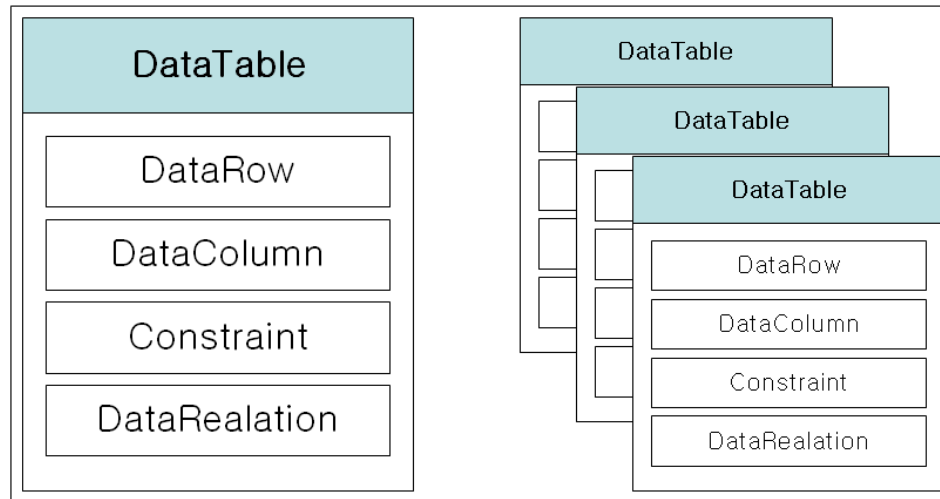 DataTable
DataRow
DataColumn
Constraint
DataRealation
DataTable
DataTable
DataTable
DataRow
DataColumn
Constraint
DataRealation